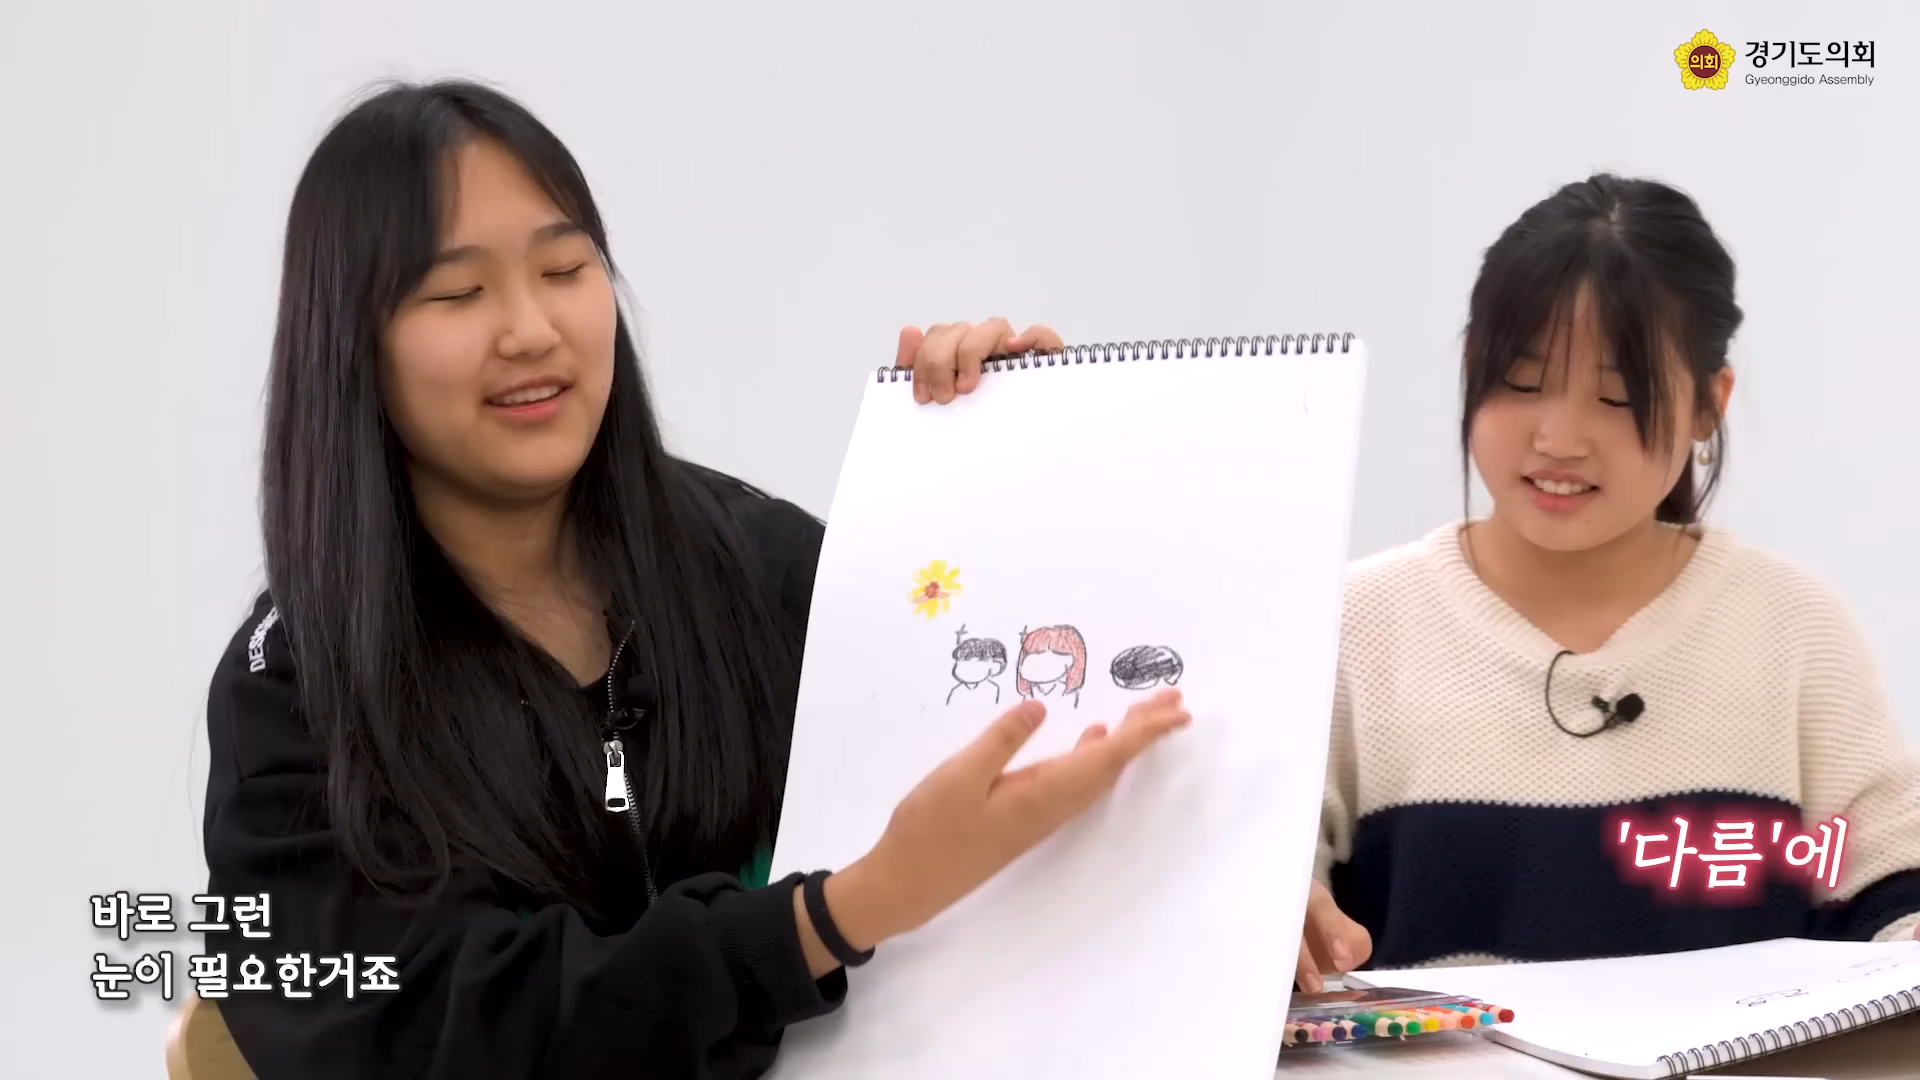 의회
경기도의회
Gyeonggido Assembly
'다름'에
바로 그런
눈이 필요한거죠